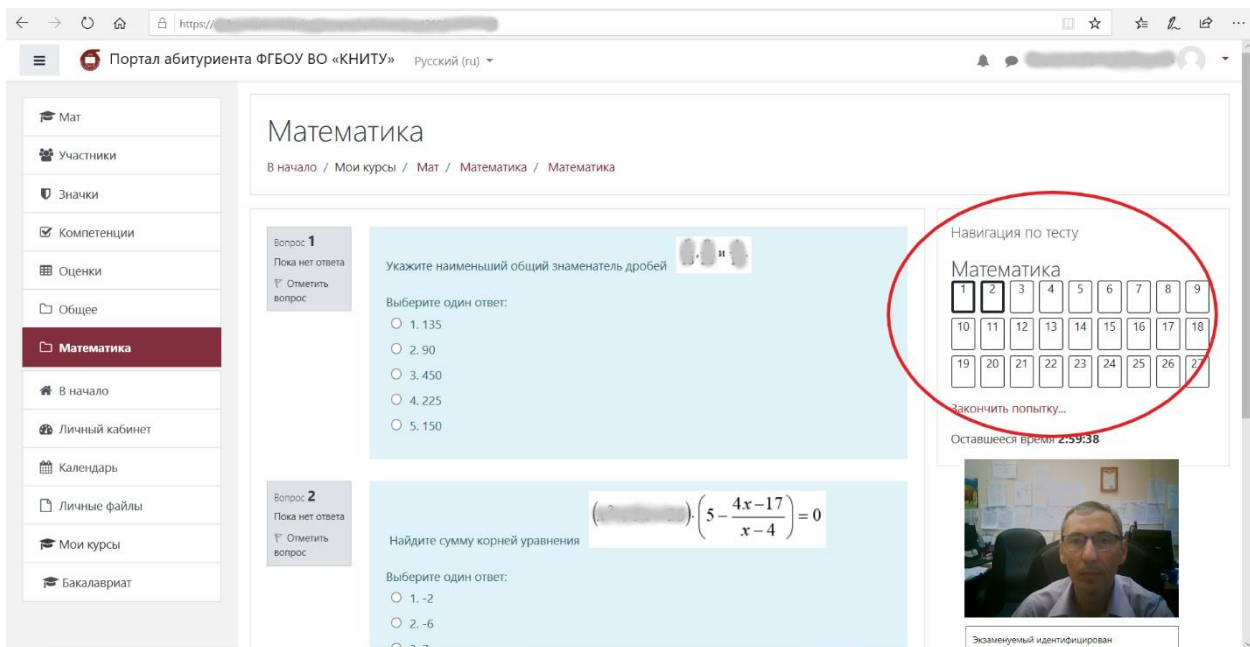 https://
Портал абитуриента ФГБОУ ВО «КНИТУ» Русский (ru)
Мат
Участники
Значки
Компетенции
Оценки
Общее
Математика
В начало
Личный кабинет
Календарь
Личные файлы
Мои курсы
Бакалавриат
Математика
В начало / Мои курсы / Мат / Математика / Математика
Вопрос 1
Пока нет ответа
Отметить
вопрос
Укажите наименьший общий знаменатель дробей , и
Выберите один ответ:
1. 135
2. 90
3. 450
4. 225
5. 150
Вопрос 2
Пока нет ответа
Отметить
вопрос
Найдите сумму корней уравнения ( ) · (5 − (4x−17)/(x−4)) = 0
Выберите один ответ:
1. -2
2. -6
Навигация по тесту
Математика
1 2 3 4 5 6 7 8 9
10 11 12 13 14 15 16 17 18
19 20 21 22 23 24 25 26 27
Закончить попытку...
Оставшееся время 2:59:38
Экзаменуемый идентифицирован